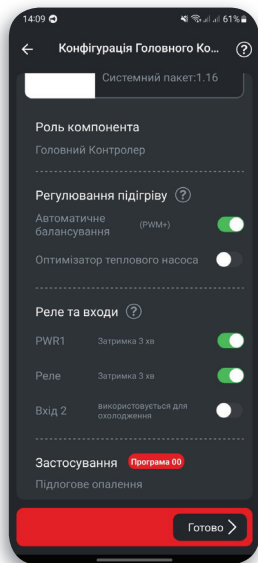 14:09 61%
Конфігурація Головного Ко... ?
Системний пакет:1.16
Роль компонента
Головний Контролер
Регулювання підігріву ?
Автоматичне
балансування (PWM+)
Оптимізатор теплового насоса
Реле та входи ?
PWR1 Затримка 3 хв
Реле Затримка 3 хв
Вхід 2 використовується для
охолодження
Застосування Програма 00
Підлогове опалення
Готово